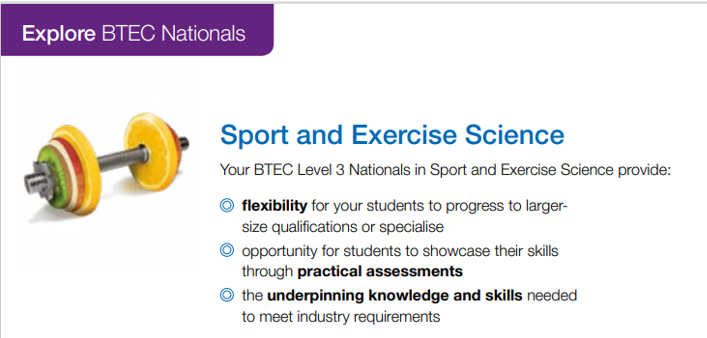 Explore BTEC Nationals
Sport and Exercise Science
Your BTEC Level 3 Nationals in Sport and Exercise Science provide:
flexibility for your students to progress to larger-
size qualifications or specialise
opportunity for students to showcase their skills
through practical assessments
the underpinning knowledge and skills needed
to meet industry requirements